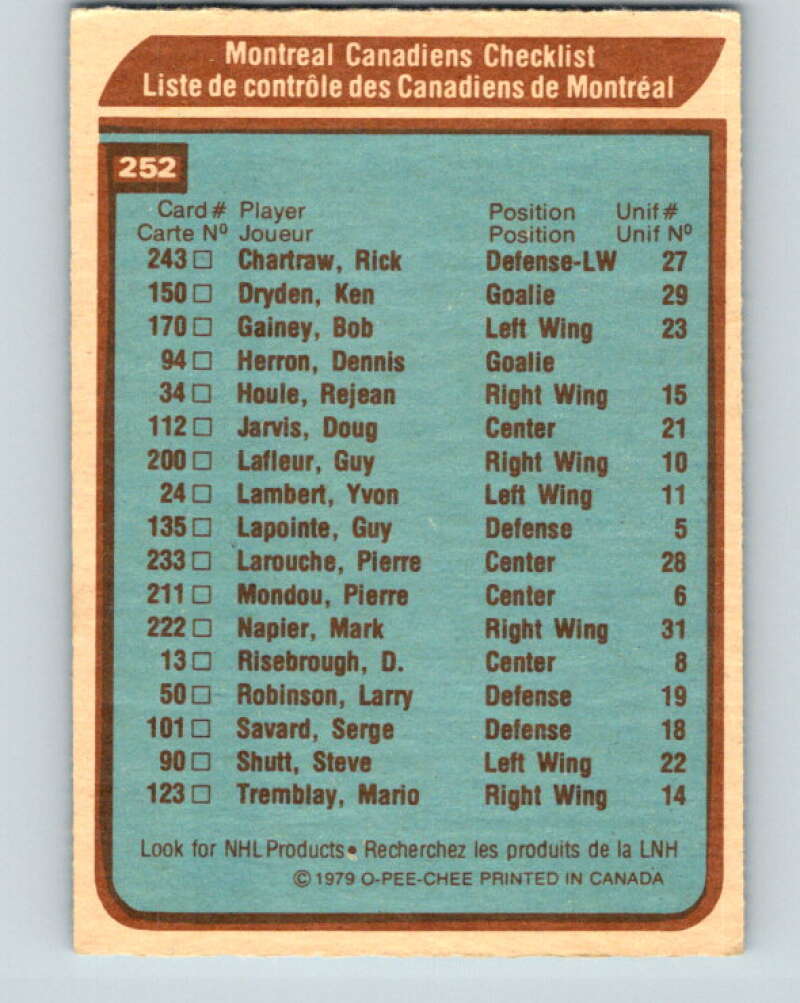 Montreal Canadiens Checklist
Liste de contrôle des Canadiens de Montréal
252
Card # Player Position Unif #
Carte Nº Joueur Position Unif Nº
243 □ Chartraw, Rick Defense-LW 27
150 □ Dryden, Ken Goalie 29
170 □ Gainey, Bob Left Wing 23
94 □ Herron, Dennis Goalie
34 □ Houle, Rejean Right Wing 15
112 □ Jarvis, Doug Center 21
200 □ Lafleur, Guy Right Wing 10
24 □ Lambert, Yvon Left Wing 11
135 □ Lapointe, Guy Defense 5
233 □ Larouche, Pierre Center 28
211 □ Mondou, Pierre Center 6
222 □ Napier, Mark Right Wing 31
13 □ Risebrough, D. Center 8
50 □ Robinson, Larry Defense 19
101 □ Savard, Serge Defense 18
90 □ Shutt, Steve Left Wing 22
123 □ Tremblay, Mario Right Wing 14
Look for NHL Products • Recherchez les produits de la LNH
© 1979 O-PEE-CHEE PRINTED IN CANADA